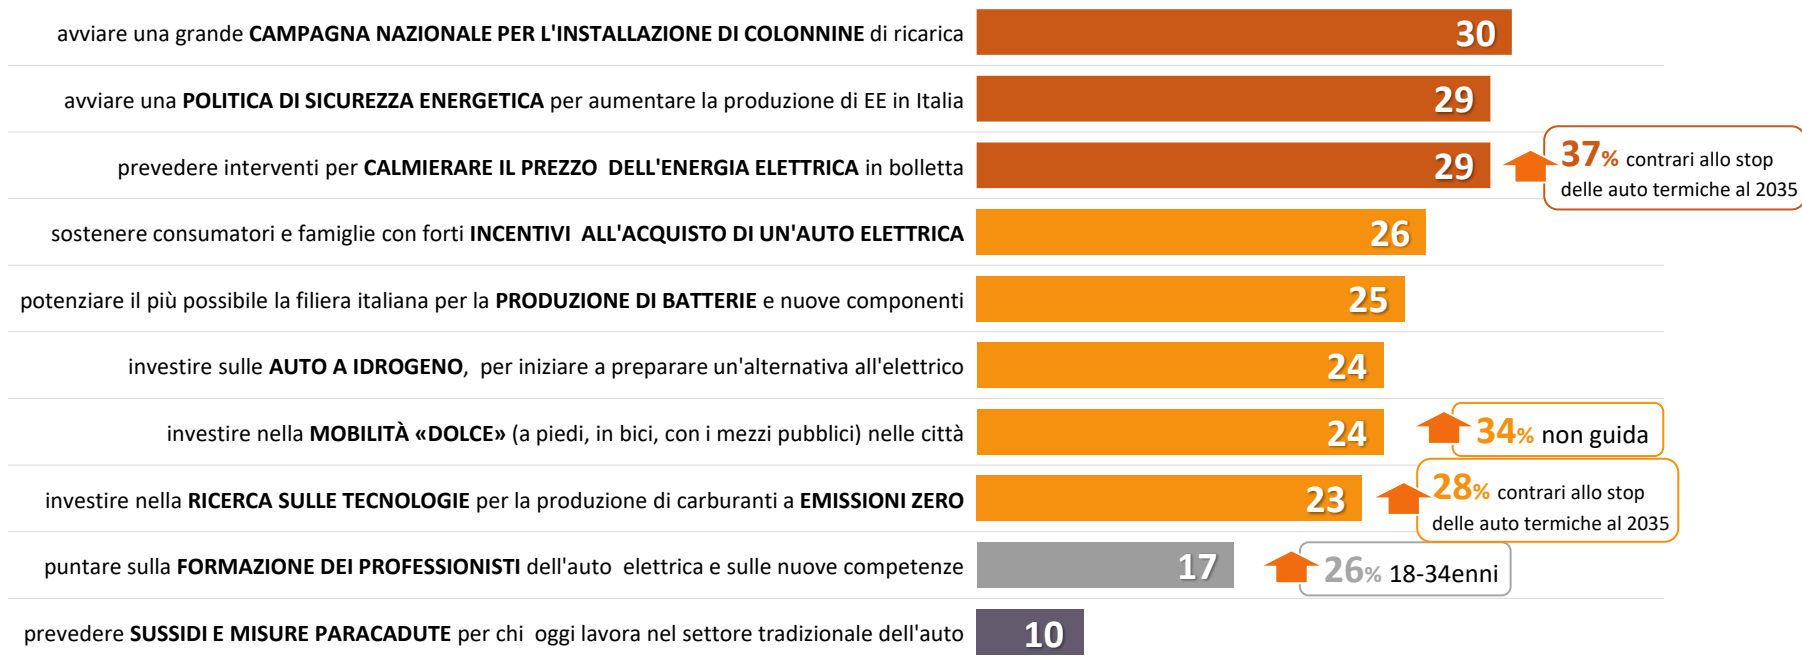 avviare una grande CAMPAGNA NAZIONALE PER L'INSTALLAZIONE DI COLONNINE di ricarica 30
avviare una POLITICA DI SICUREZZA ENERGETICA per aumentare la produzione di EE in Italia 29
prevedere interventi per CALMIERARE IL PREZZO DELL'ENERGIA ELETTRICA in bolletta 29
37% contrari allo stop
delle auto termiche al 2035
sostenere consumatori e famiglie con forti INCENTIVI ALL'ACQUISTO DI UN'AUTO ELETTRICA 26
potenziare il più possibile la filiera italiana per la PRODUZIONE DI BATTERIE e nuove componenti 25
investire sulle AUTO A IDROGENO, per iniziare a preparare un'alternativa all'elettrico 24
investire nella MOBILITÀ «DOLCE» (a piedi, in bici, con i mezzi pubblici) nelle città 24
34% non guida
investire nella RICERCA SULLE TECNOLOGIE per la produzione di carburanti a EMISSIONI ZERO 23
28% contrari allo stop
delle auto termiche al 2035
puntare sulla FORMAZIONE DEI PROFESSIONISTI dell'auto elettrica e sulle nuove competenze 17
26% 18-34enni
prevedere SUSSIDI E MISURE PARACADUTE per chi oggi lavora nel settore tradizionale dell'auto 10